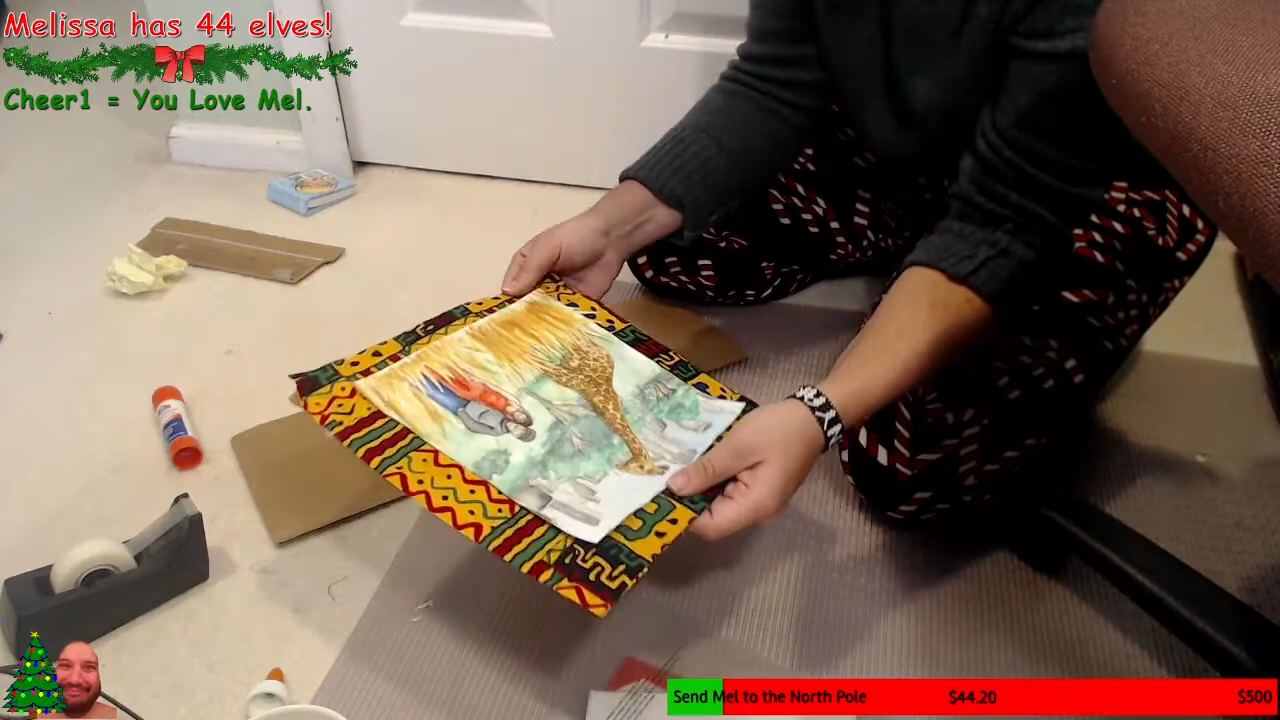 Melissa has 44 elves!
Cheer1 = You Love Mel.
Send Mel to the North Pole $44.20 $500